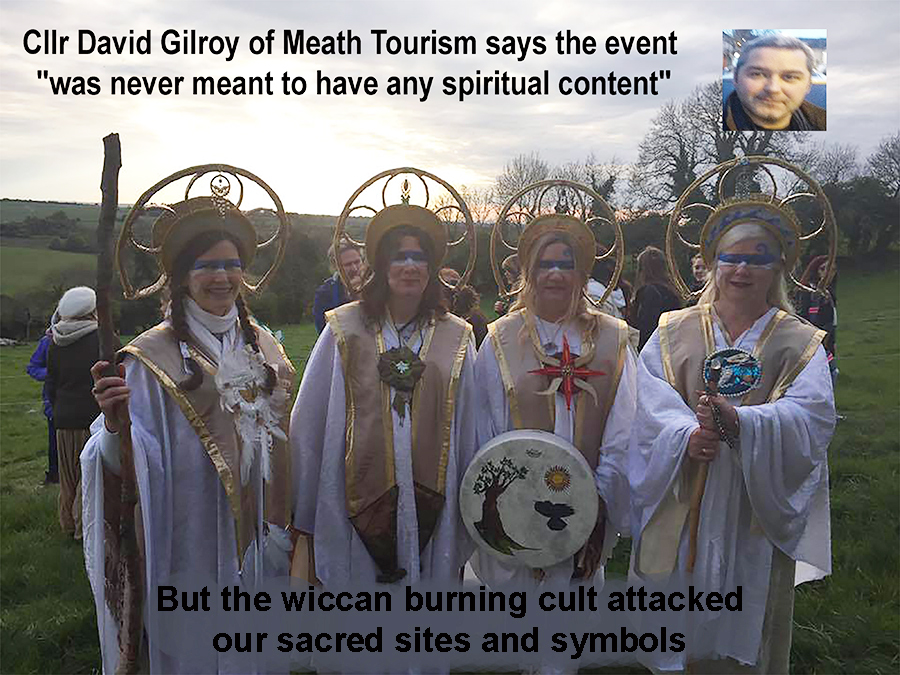 Cllr David Gilroy of Meath Tourism says the event
"was never meant to have any spiritual content"
But the wiccan burning cult attacked
our sacred sites and symbols